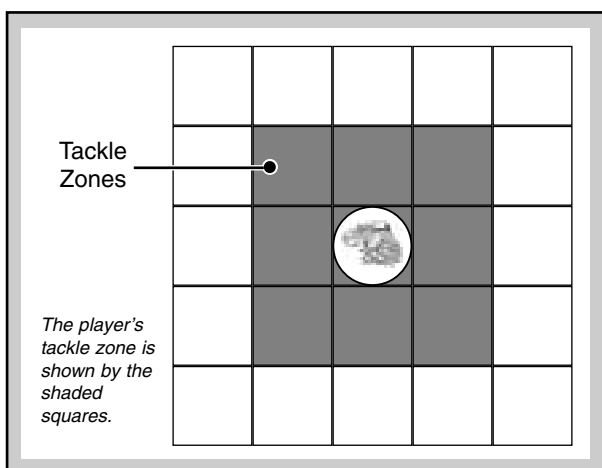 Tackle
Zones
The player's
tackle zone is
shown by the
shaded
squares.